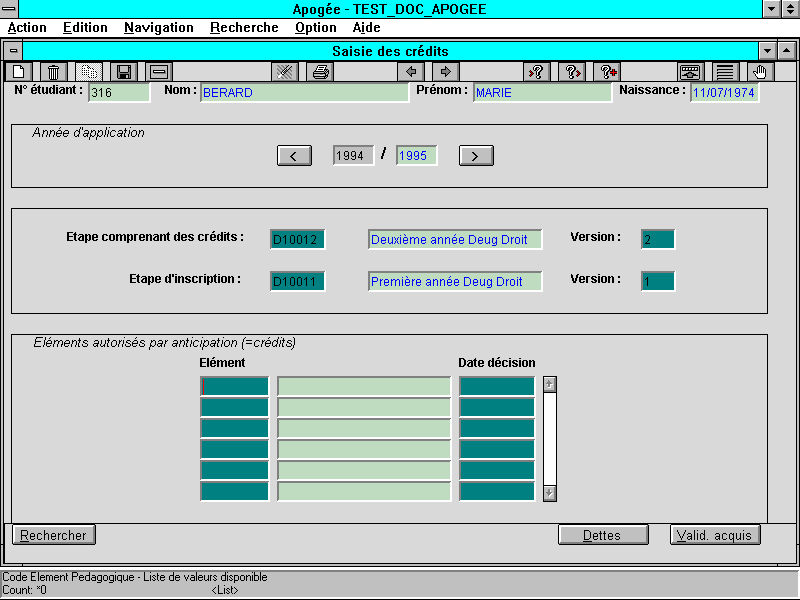 Apogée - TEST_DOC_APOGEE
Action Edition Navigation Recherche Option Aide
Saisie des crédits
N° étudiant : 316 Nom : BERARD Prénom : MARIE Naissance : 11/07/1974
Année d'application
< 1994 / 1995 >
Etape comprenant des crédits : D10012 Deuxième année Deug Droit Version : 2
Etape d'inscription : D10011 Première année Deug Droit Version : 1
Eléments autorisés par anticipation (=crédits)
Elément Date décision
Rechercher Dettes Valid. acquis
Code Element Pedagogique - Liste de valeurs disponible
Count: *0 <List>